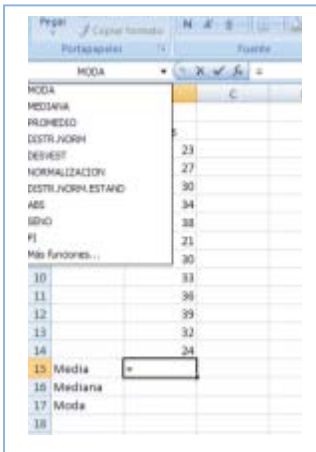 Pegar Copiar formato N K S
Portapapeles Fuente
MODA =
MODA C
MEDIANA
PROMEDIO
DISTR.NORM
DESVEST 23
NORMALIZACION 27
DISTR.NORM.ESTAND 30
ABS 34
SENO 38
PI 21
Más funciones... 30
10 33
11 36
12 39
13 32
14 24
15 Media =
16 Mediana
17 Moda
18